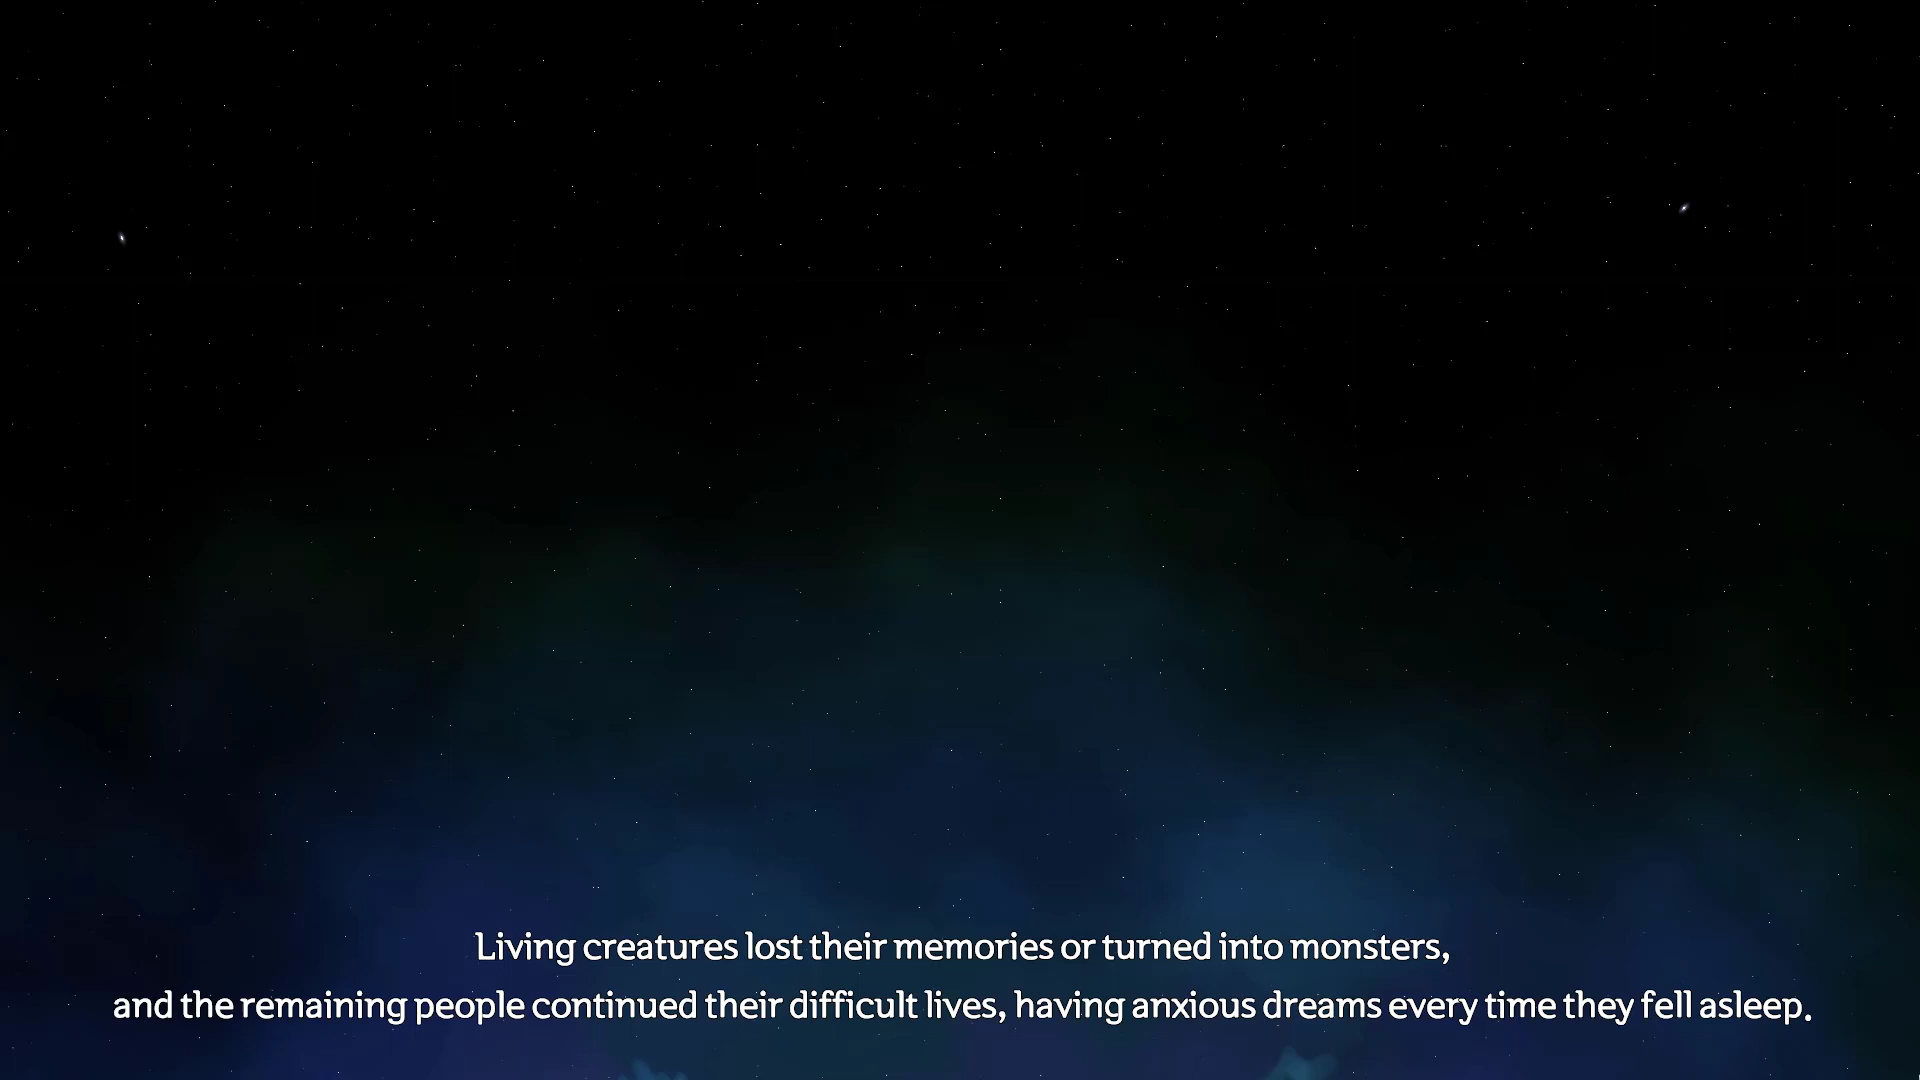 Living creatures lost their memories or turned into monsters,
and the remaining people continued their difficult lives, having anxious dreams every time they fell asleep.